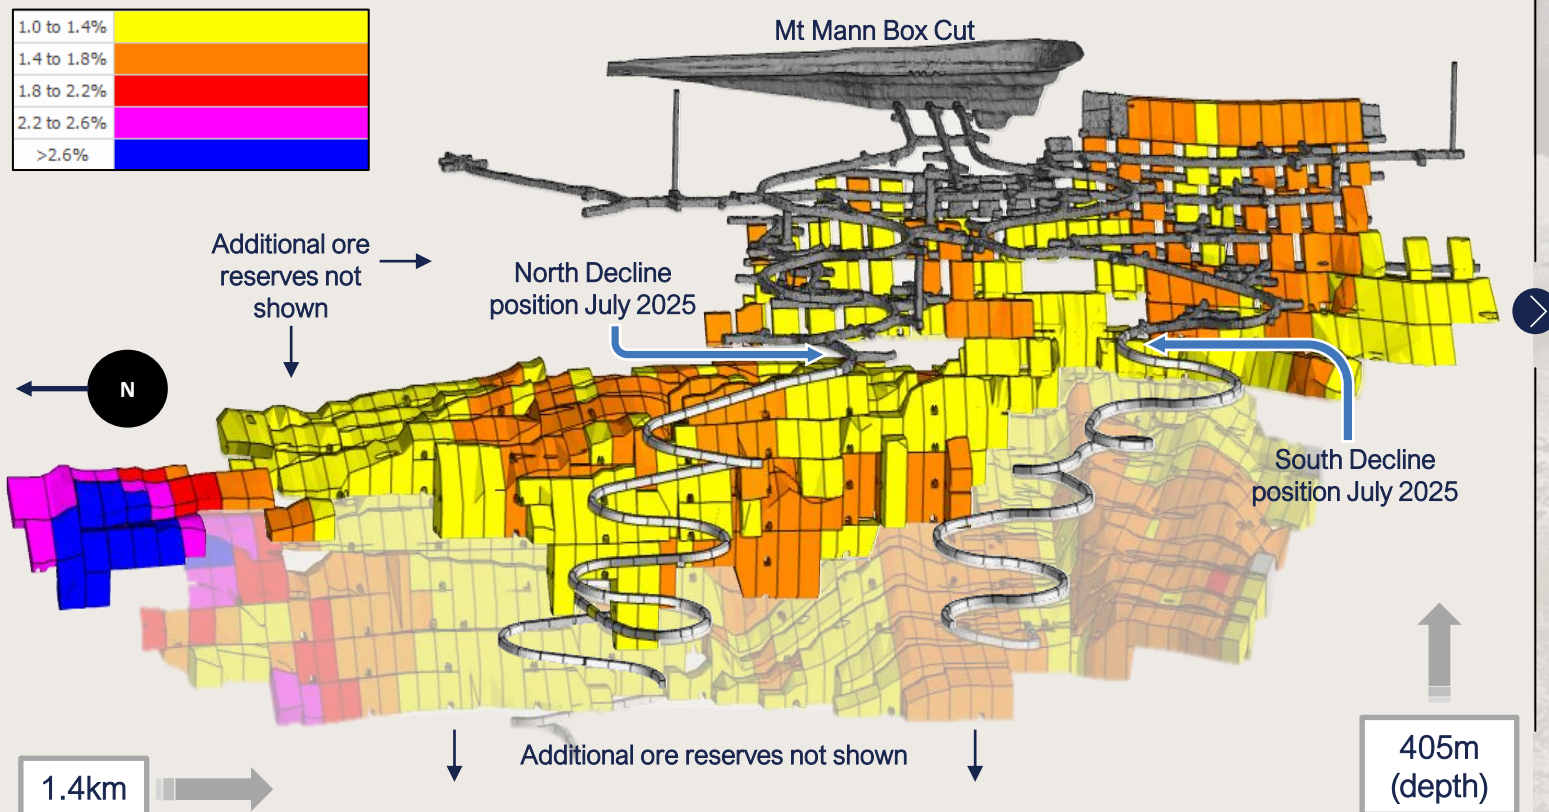 1.0 to 1.4%
1.4 to 1.8%
1.8 to 2.2%
2.2 to 2.6%
>2.6%
Mt Mann Box Cut
Additional ore
reserves not
shown
North Decline
position July 2025
N
South Decline
position July 2025
Additional ore reserves not shown
1.4km
405m
(depth)